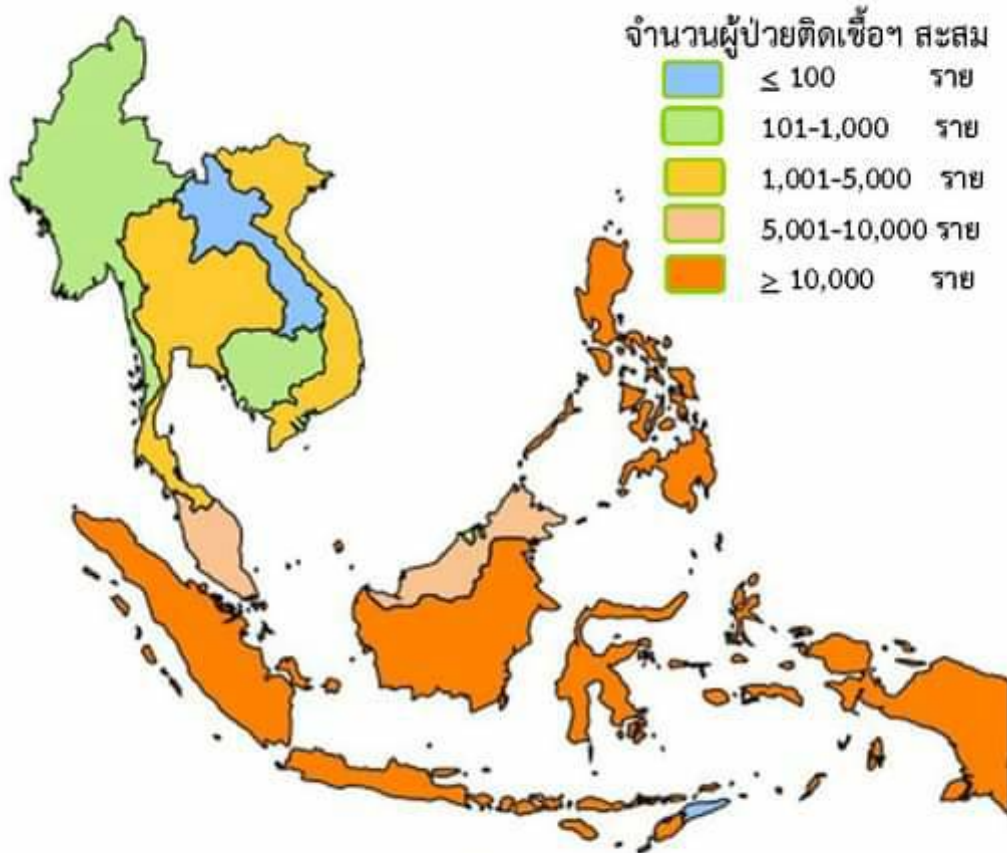 จำนวนผู้ป่วยติดเชื้อฯ สะสม
≤ 100 ราย
101-1,000 ราย
1,001-5,000 ราย
5,001-10,000 ราย
≥ 10,000 ราย